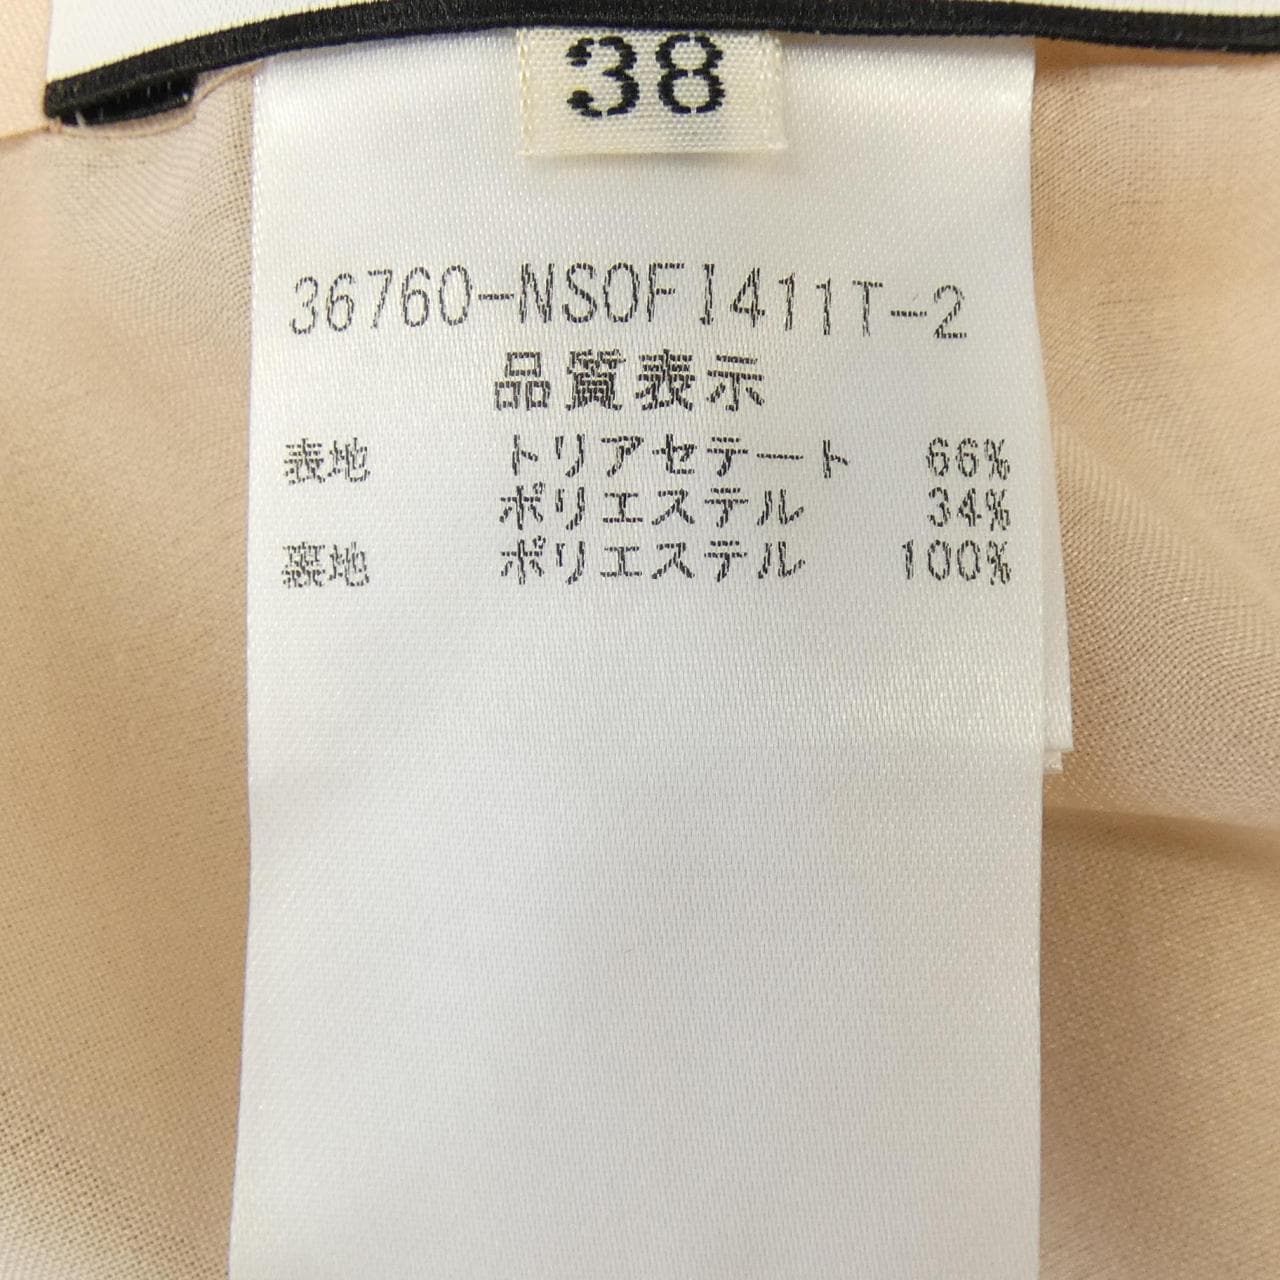 38
36760-NSOFI411T-2
品質表示
表地 トリアセテート 66%
ポリエステル 34%
裏地 ポリエステル 100%